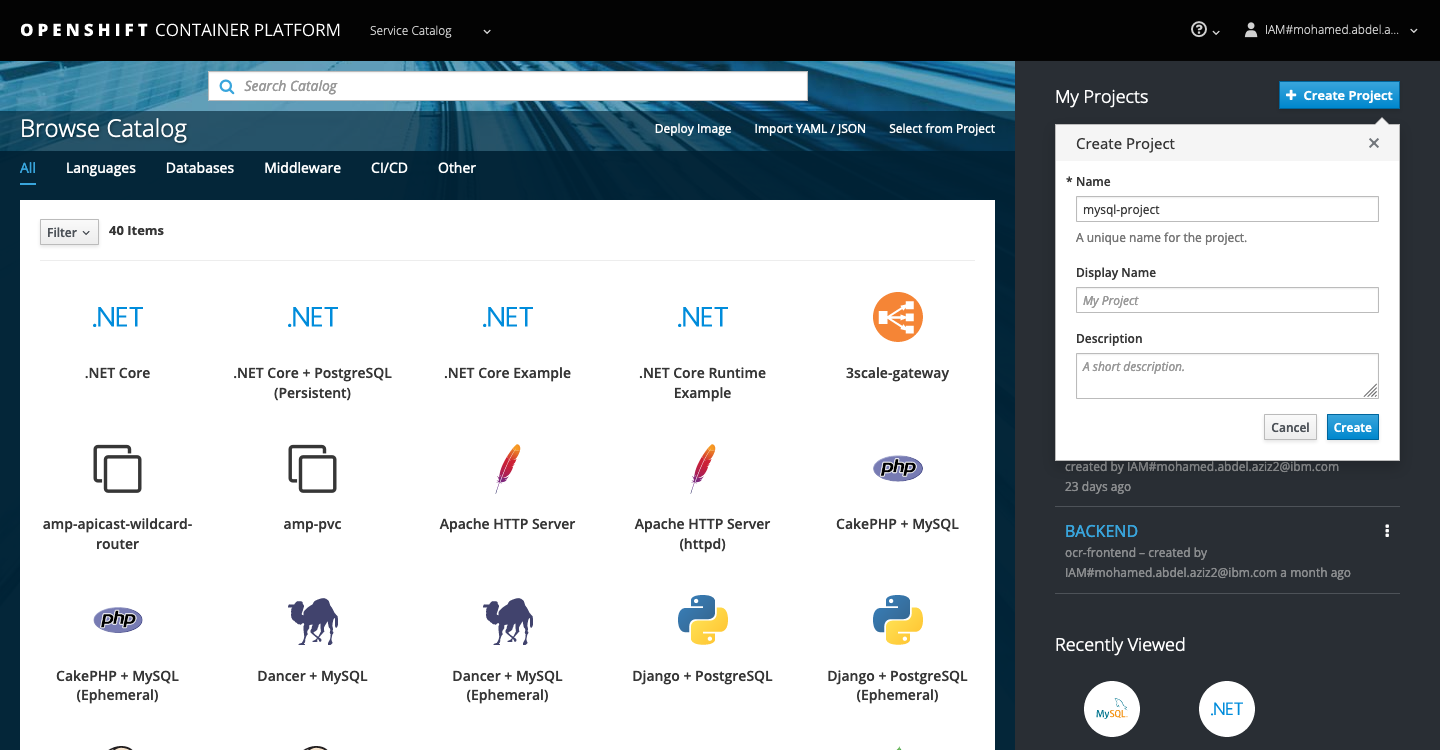 OPENSHIFT CONTAINER PLATFORM
Service Catalog
IAM#mohamed.abdel.a...
Search Catalog
Browse Catalog
Deploy Image
Import YAML / JSON
Select from Project
All
Languages
Databases
Middleware
CI/CD
Other
Filter
40 Items
.NET
.NET
.NET
.NET
.NET Core
.NET Core + PostgreSQL
(Persistent)
.NET Core Example
.NET Core Runtime
Example
3scale-gateway
php
amp-apicast-wildcard-
router
amp-pvc
Apache HTTP Server
Apache HTTP Server
(httpd)
CakePHP + MySQL
php
CakePHP + MySQL
(Ephemeral)
Dancer + MySQL
Dancer + MySQL
(Ephemeral)
Django + PostgreSQL
Django + PostgreSQL
(Ephemeral)
My Projects
+ Create Project
Create Project
* Name
mysql-project
A unique name for the project.
Display Name
My Project
Description
A short description.
Cancel
Create
created by IAM#mohamed.abdel.aziz2@ibm.com
23 days ago
BACKEND
ocr-frontend – created by
IAM#mohamed.abdel.aziz2@ibm.com a month ago
Recently Viewed
MySQL
.NET